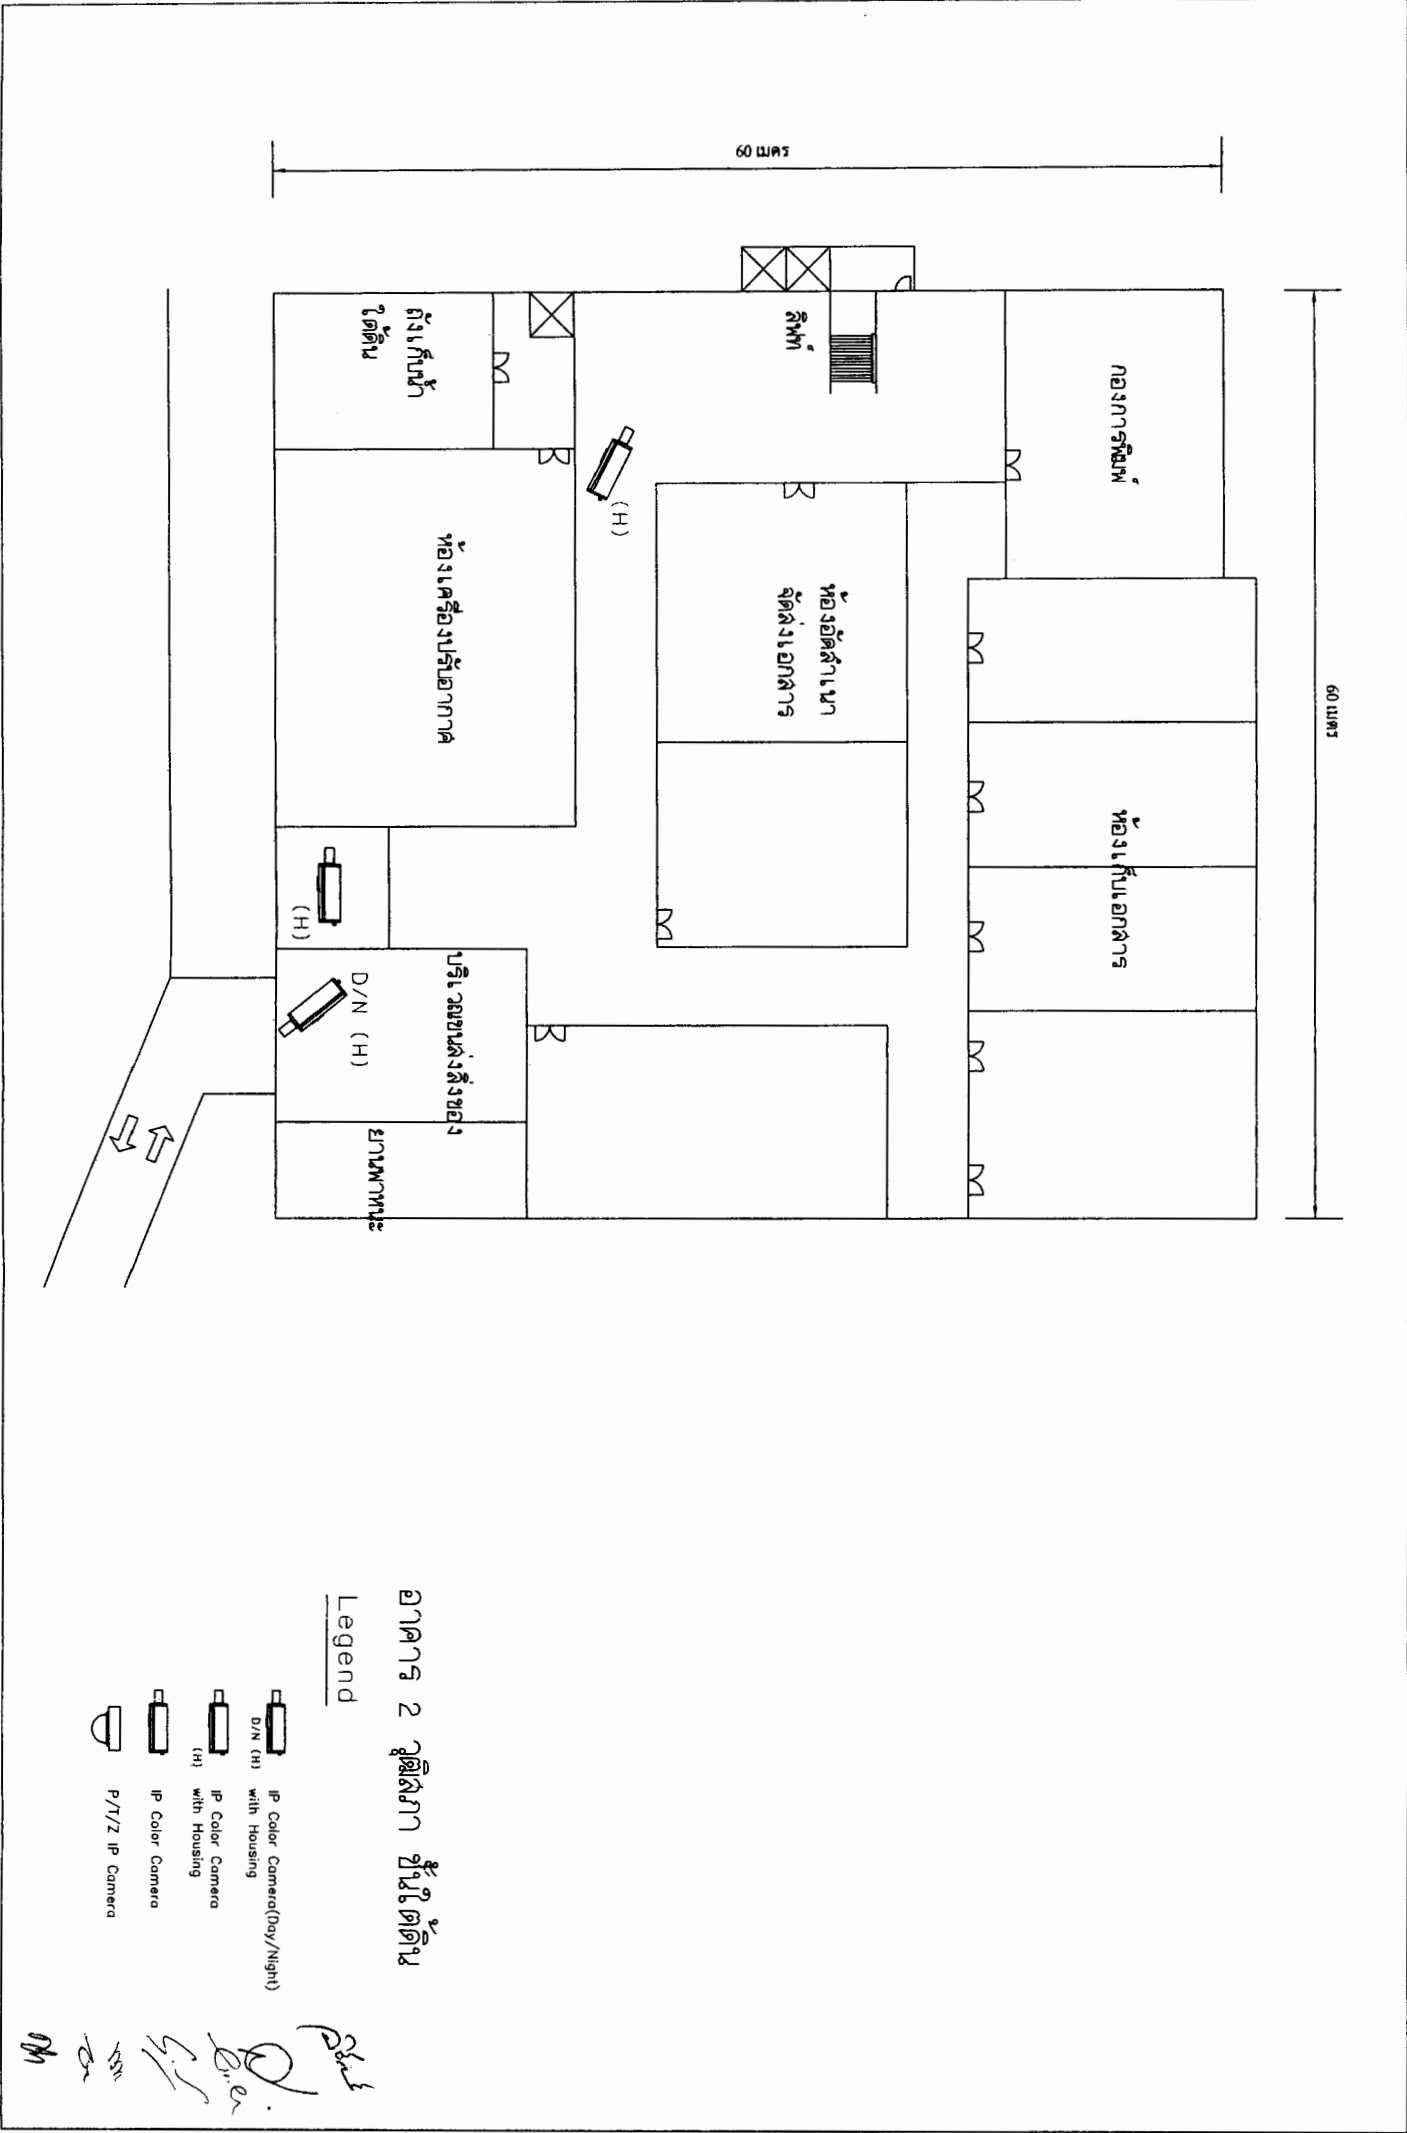 60 เมตร
60 เมตร
กองการพิมพ์
ห้องเก็บเอกสาร
ลิฟท์
ห้องอัดสำเนา
จัดส่งเอกสาร
(H)
ถังเก็บน้ำ
ใต้ดิน
ห้องเครื่องปรับอากาศ
(H)
บริเวณขนส่งสิ่งของ
D/N (H)
ยานพาหนะ
อาคาร 2 วุฒิสภา ชั้นใต้ดิน
Legend
IP Color Camera(Day/Night)
D/N (H) with Housing
IP Color Camera
(H) with Housing
IP Color Camera
P/T/Z IP Camera